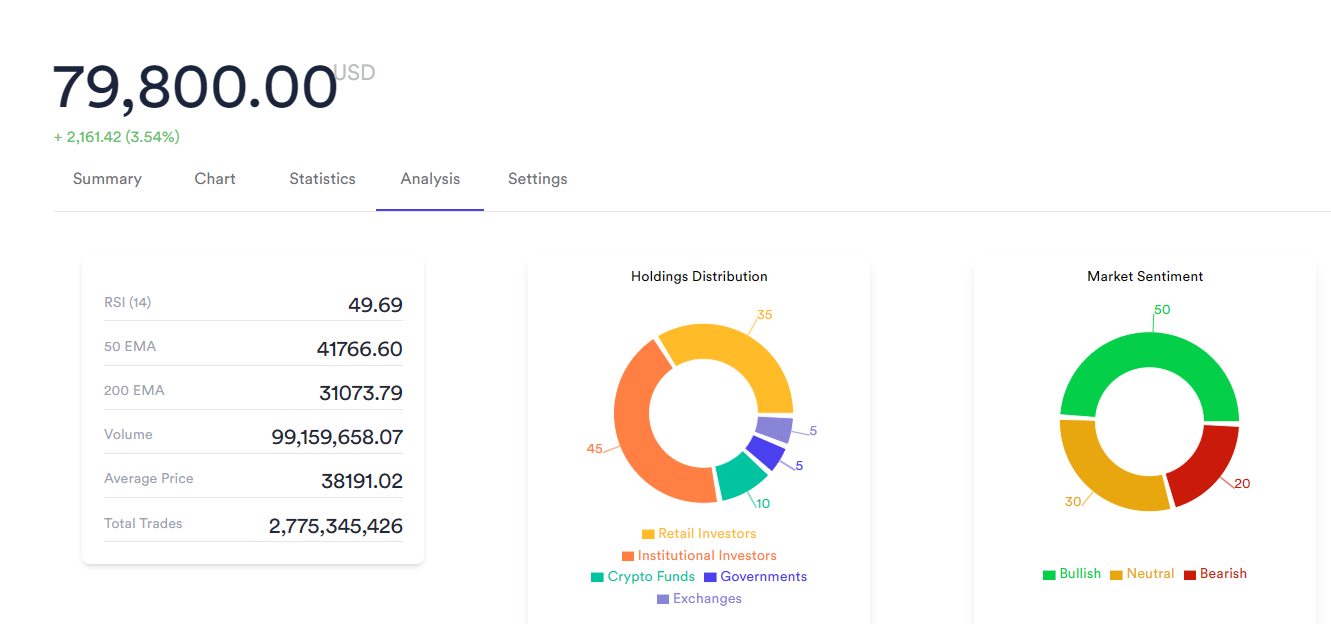 79,800.00 USD
+ 2,161.42 (3.54%)
Summary Chart Statistics Analysis Settings
RSI (14) 49.69
50 EMA 41766.60
200 EMA 31073.79
Volume 99,159,658.07
Average Price 38191.02
Total Trades 2,775,345,426
Holdings Distribution
35
5
5
10
45
Retail Investors
Institutional Investors
Crypto Funds Governments
Exchanges
Market Sentiment
50
20
30
Bullish Neutral Bearish